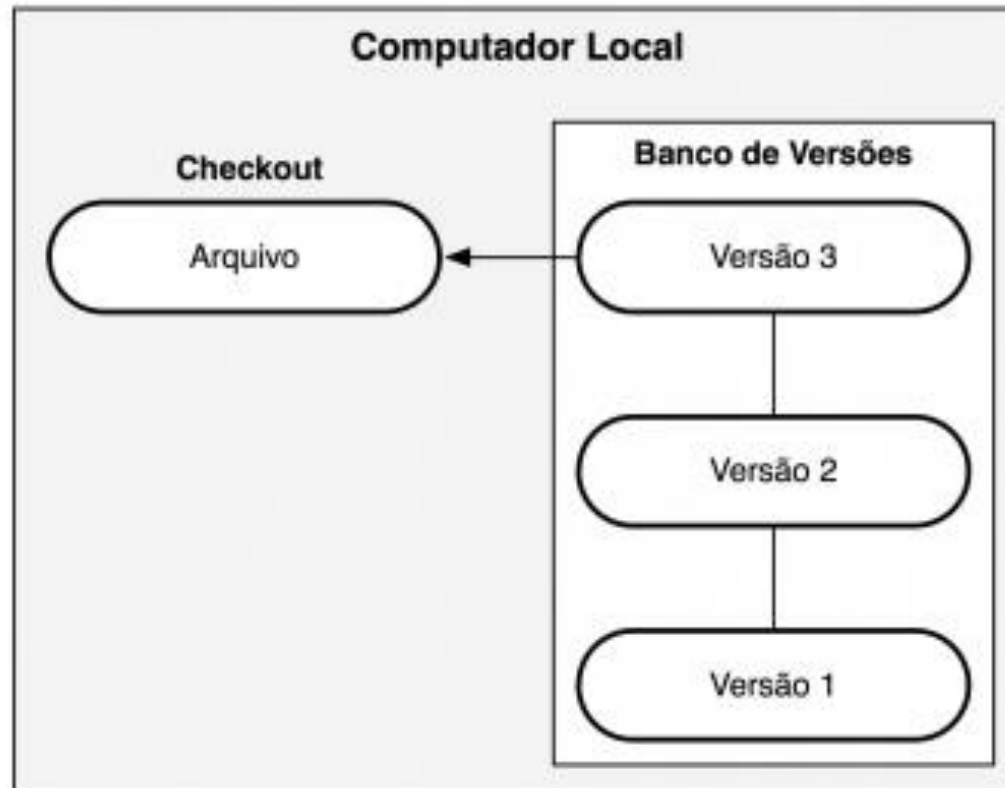 Computador Local
Checkout
Arquivo
Banco de Versões
Versão 3
Versão 2
Versão 1